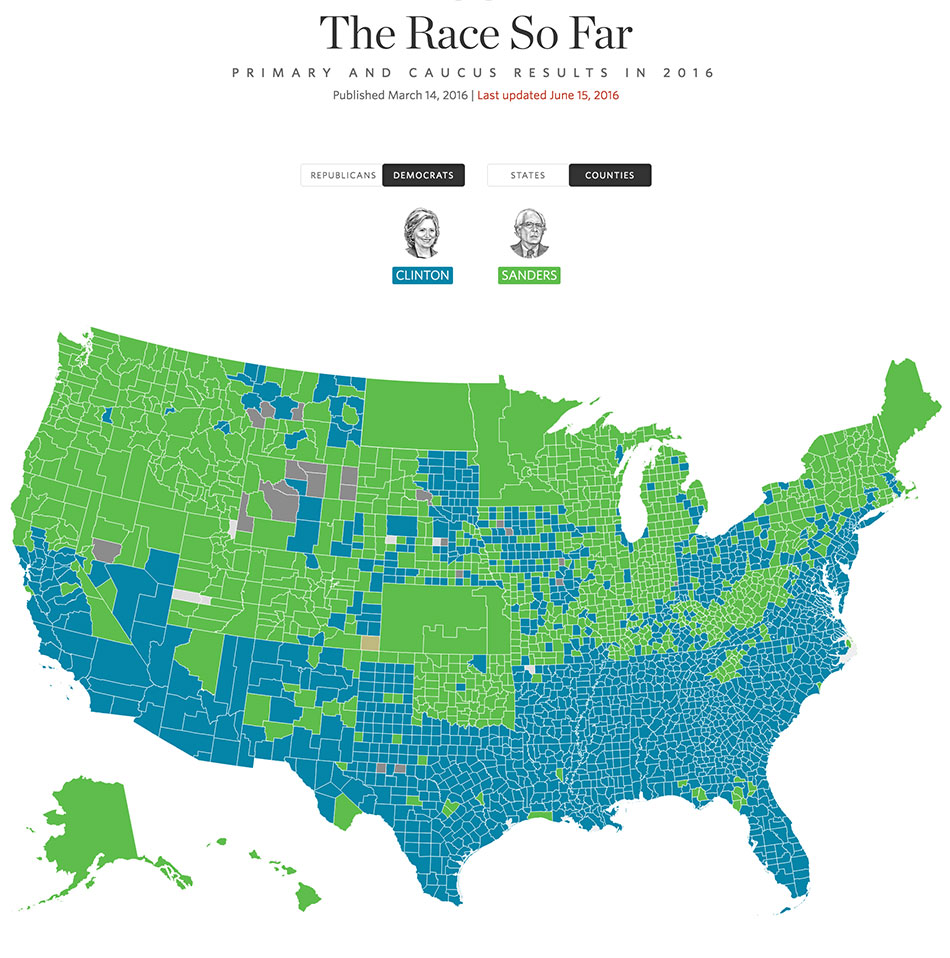 The Race So Far
PRIMARY AND CAUCUS RESULTS IN 2016
Published March 14, 2016 | Last updated June 15, 2016
REPUBLICANS DEMOCRATS STATES COUNTIES
CLINTON SANDERS